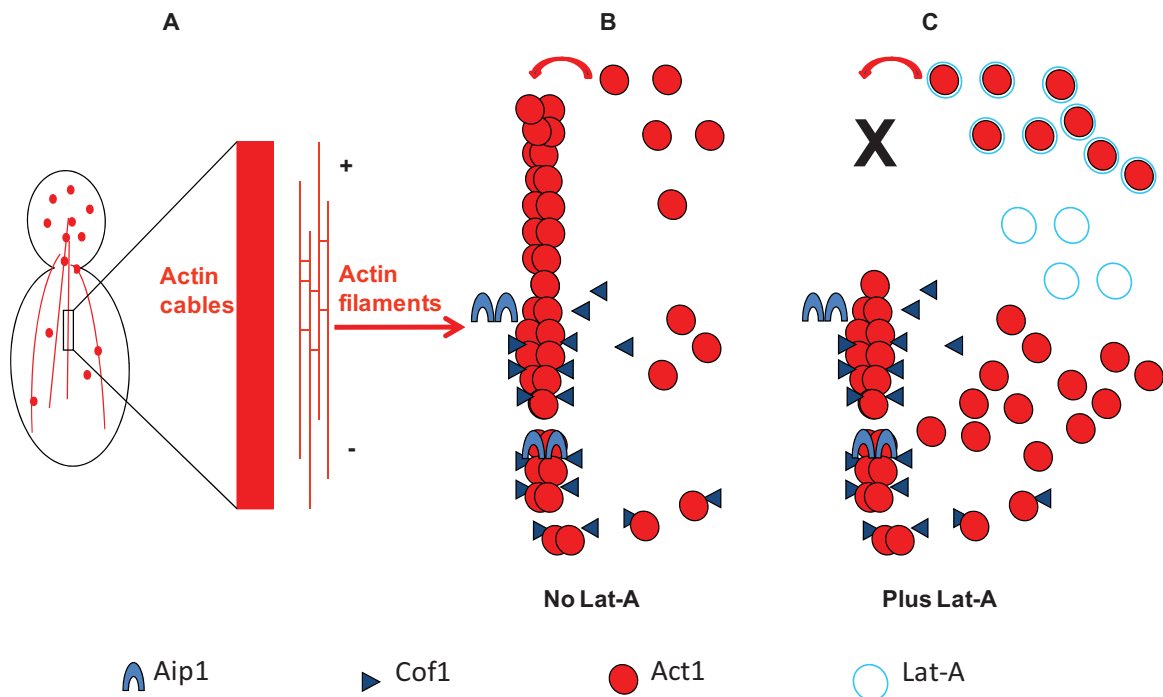 A
B
C
+
Actin
cables
Actin
filaments
-
X
No Lat-A
Plus Lat-A
Aip1
Cof1
Act1
Lat-A